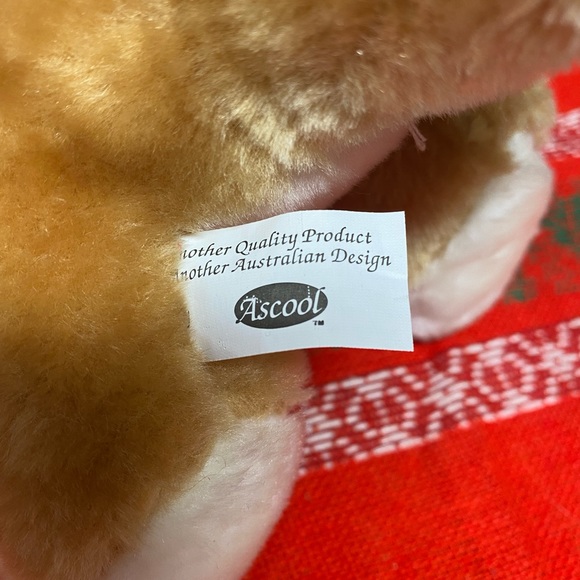 nother Quality Product
nother Australian Design
Ascool
TM